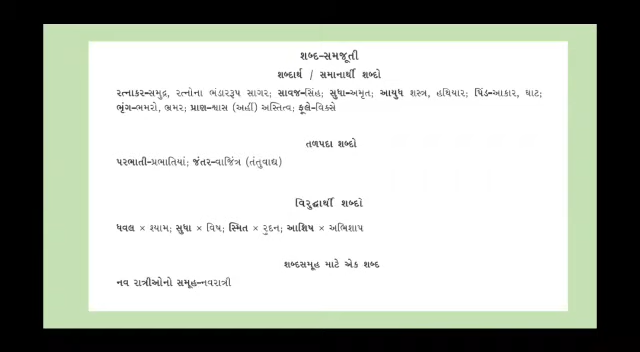 શબ્દ-સમજૂતી
શબ્દાર્થ / સમાનાર્થી શબ્દો
રત્નાકર–સમુદ્ર, રત્નોના ભંડારરૂપ સાગર; સાવજ–સિંહ; સુધા–અમૃત; આયુધ શસ્ત્ર, હથિયાર; પિંડ–આકાર, ઘાટ;
ભૃંગ–ભમરો, ભ્રમર; પ્રાણ–શ્વાસ (અહીં) અસ્તિત્વ; ફૂલે–વિકસે
તળપદા શબ્દો
પરભાતી–પ્રભાતિયાં; જંતર–વાજિંત્ર (તંતુવાદ્ય)
વિરુદ્ધાર્થી શબ્દો
ધવલ × શ્યામ; સુધા × વિષ; સ્મિત × રુદન; આશિષ × અભિશાપ
શબ્દસમૂહ માટે એક શબ્દ
નવ રાત્રીઓનો સમૂહ–નવરાત્રી